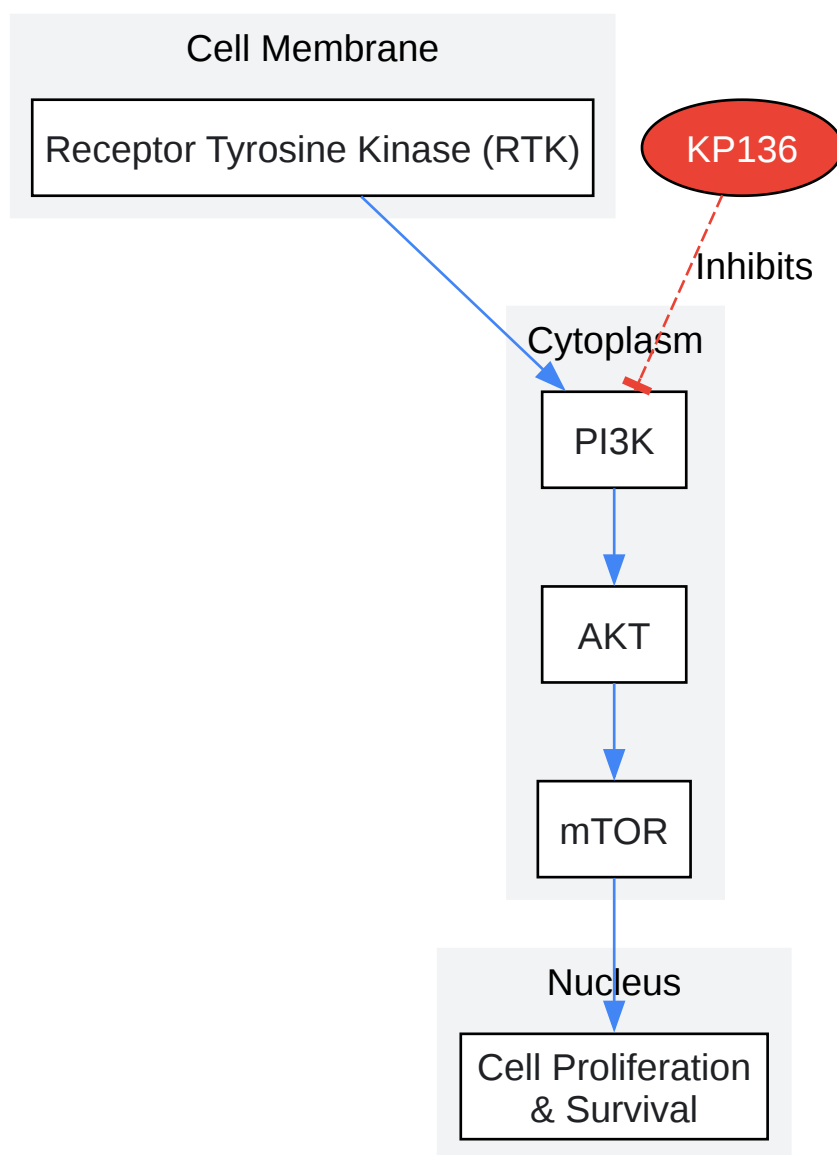 Cell Membrane
Receptor Tyrosine Kinase (RTK)
KP136
Inhibits
Cytoplasm
PI3K
AKT
mTOR
Nucleus
Cell Proliferation
& Survival